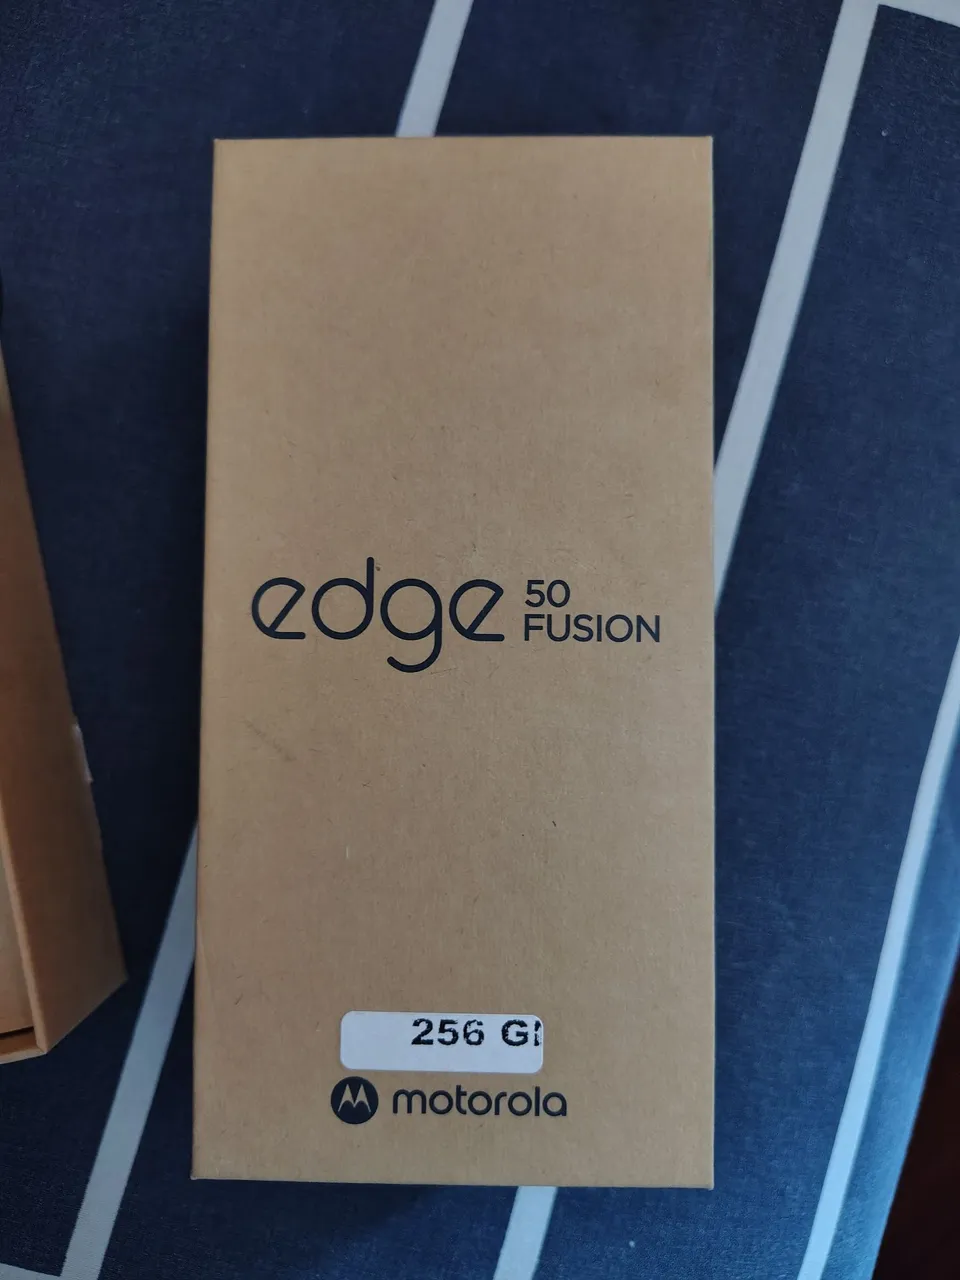 edge 50
FUSION
256 G
motorola